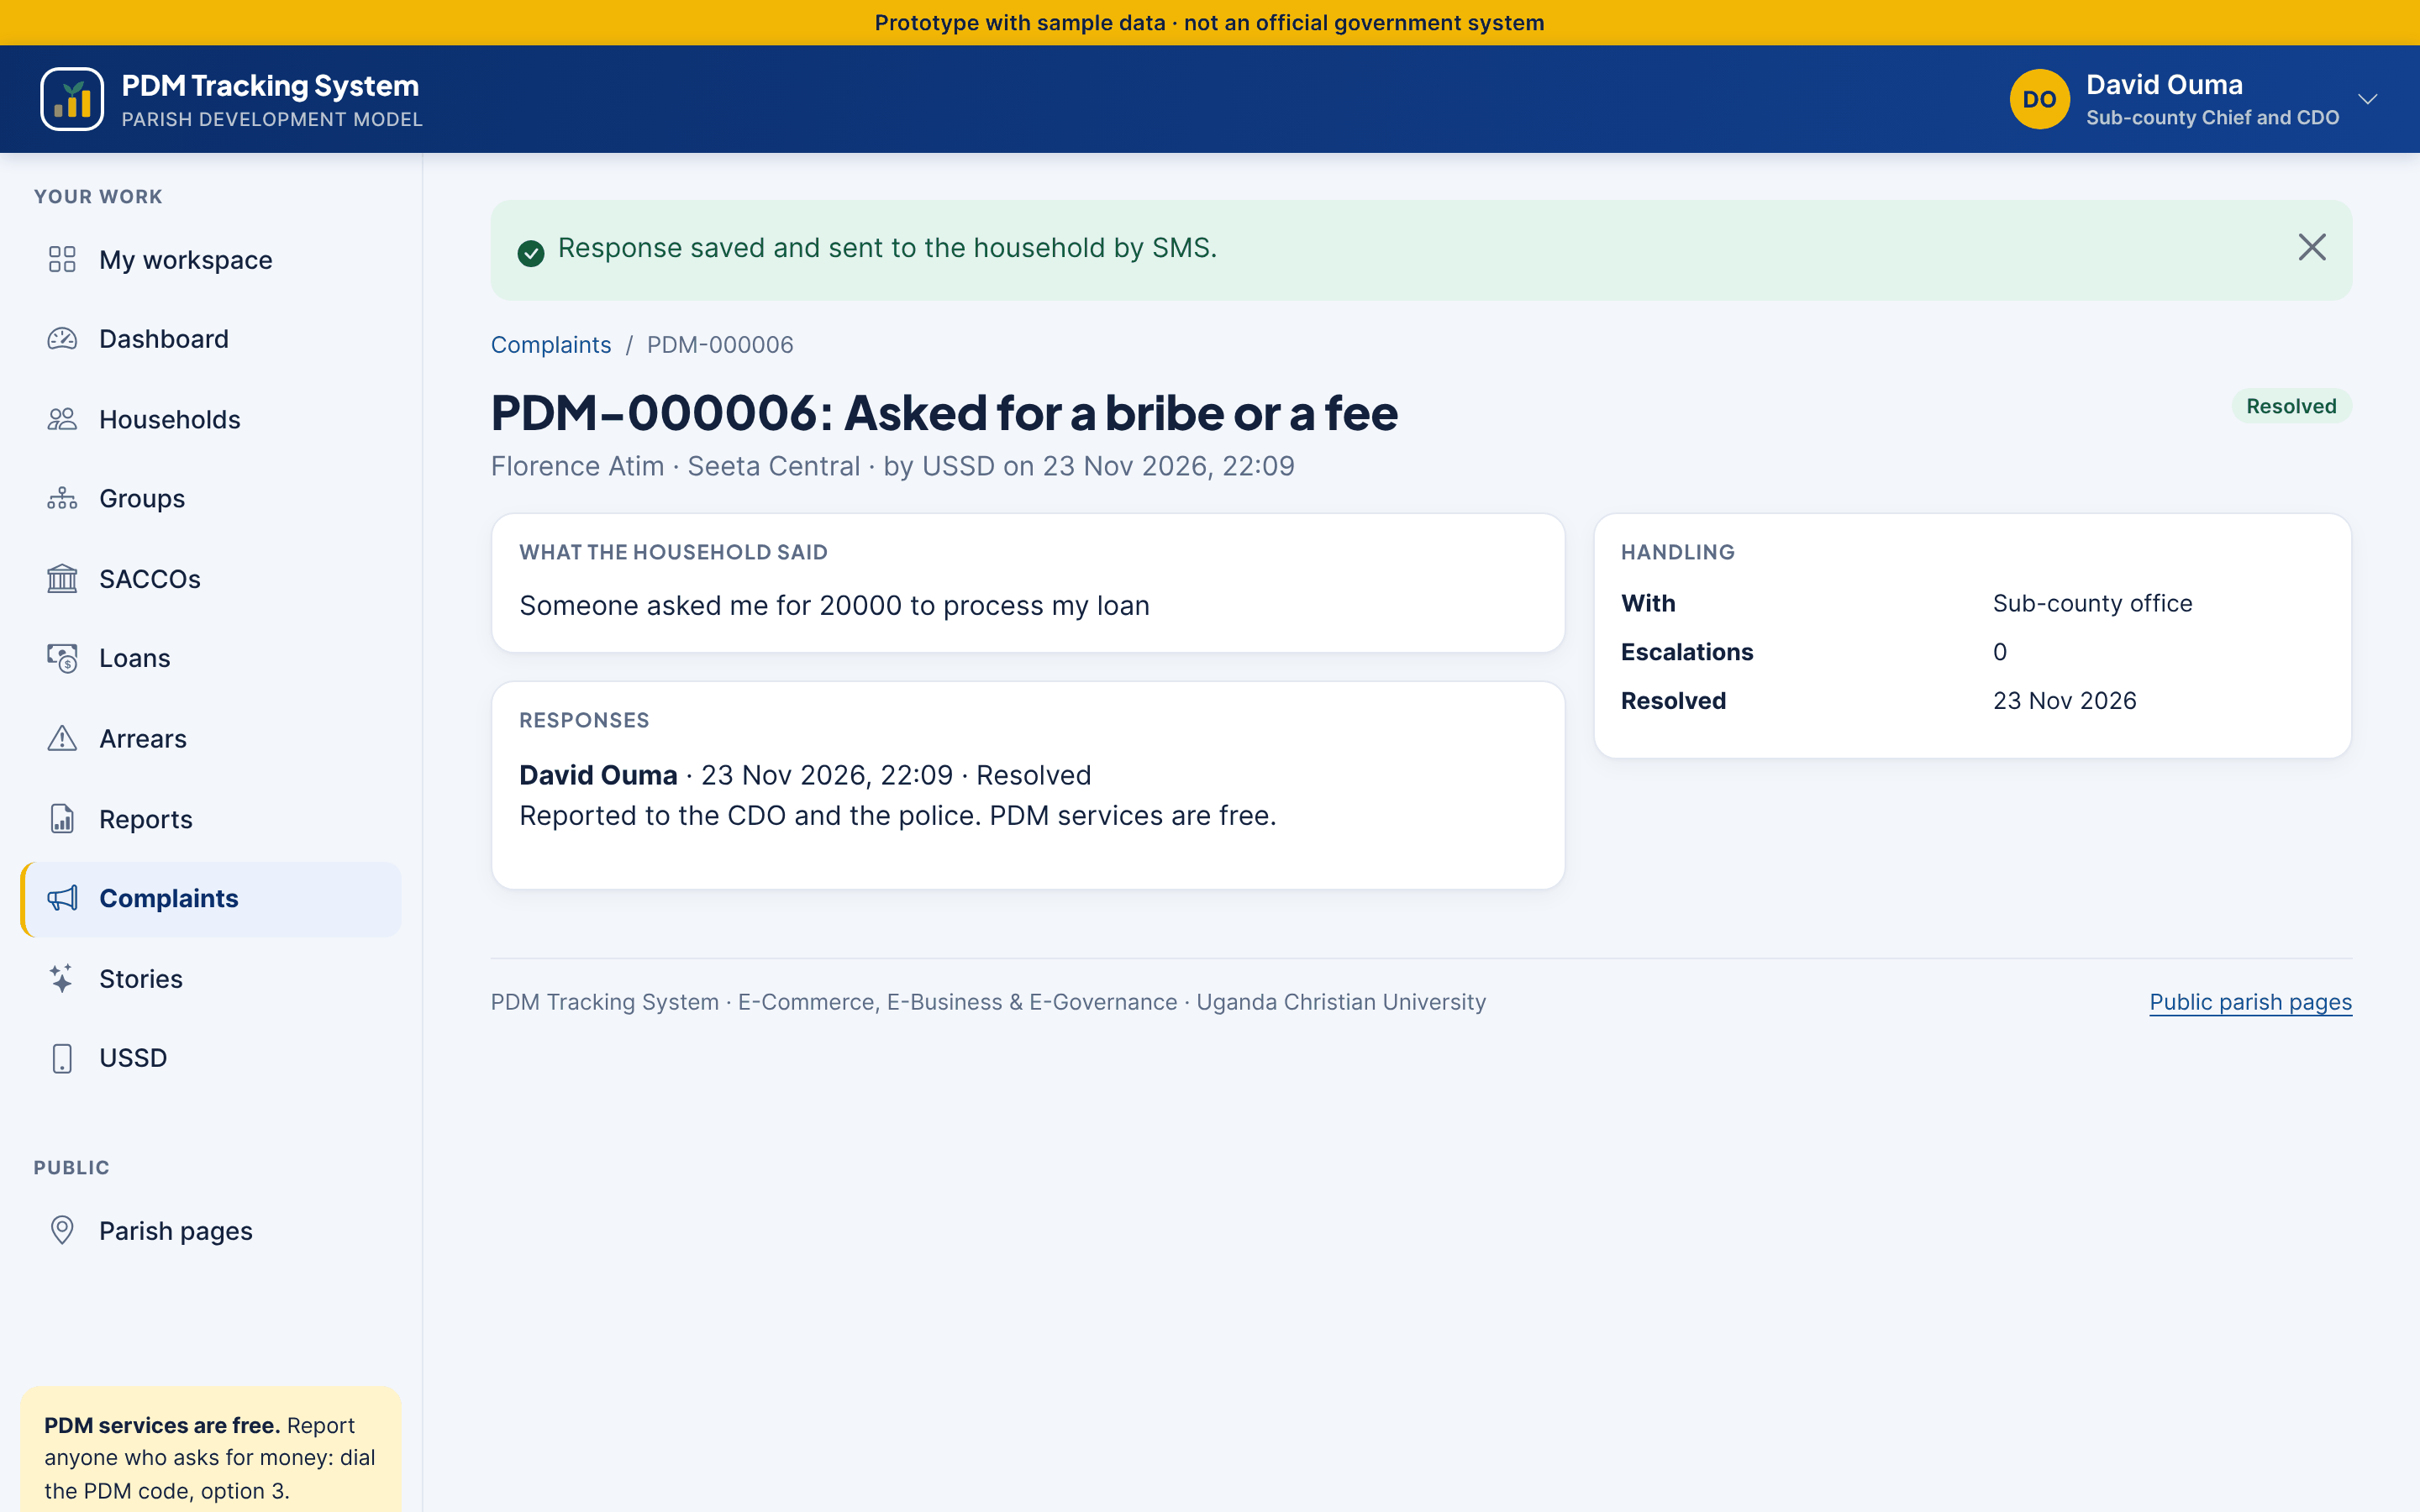 Prototype with sample data · not an official government system
PDM Tracking System
PARISH DEVELOPMENT MODEL
DO
David Ouma
Sub-county Chief and CDO
YOUR WORK
My workspace
Dashboard
Households
Groups
SACCOs
Loans
Arrears
Reports
Complaints
Stories
USSD
PUBLIC
Parish pages
PDM services are free. Report
anyone who asks for money: dial
the PDM code, option 3.
Response saved and sent to the household by SMS.
Complaints / PDM-000006
PDM-000006: Asked for a bribe or a fee
Resolved
Florence Atim · Seeta Central · by USSD on 23 Nov 2026, 22:09
WHAT THE HOUSEHOLD SAID
Someone asked me for 20000 to process my loan
RESPONSES
David Ouma · 23 Nov 2026, 22:09 · Resolved
Reported to the CDO and the police. PDM services are free.
HANDLING
With Sub-county office
Escalations 0
Resolved 23 Nov 2026
PDM Tracking System · E-Commerce, E-Business & E-Governance · Uganda Christian University
Public parish pages